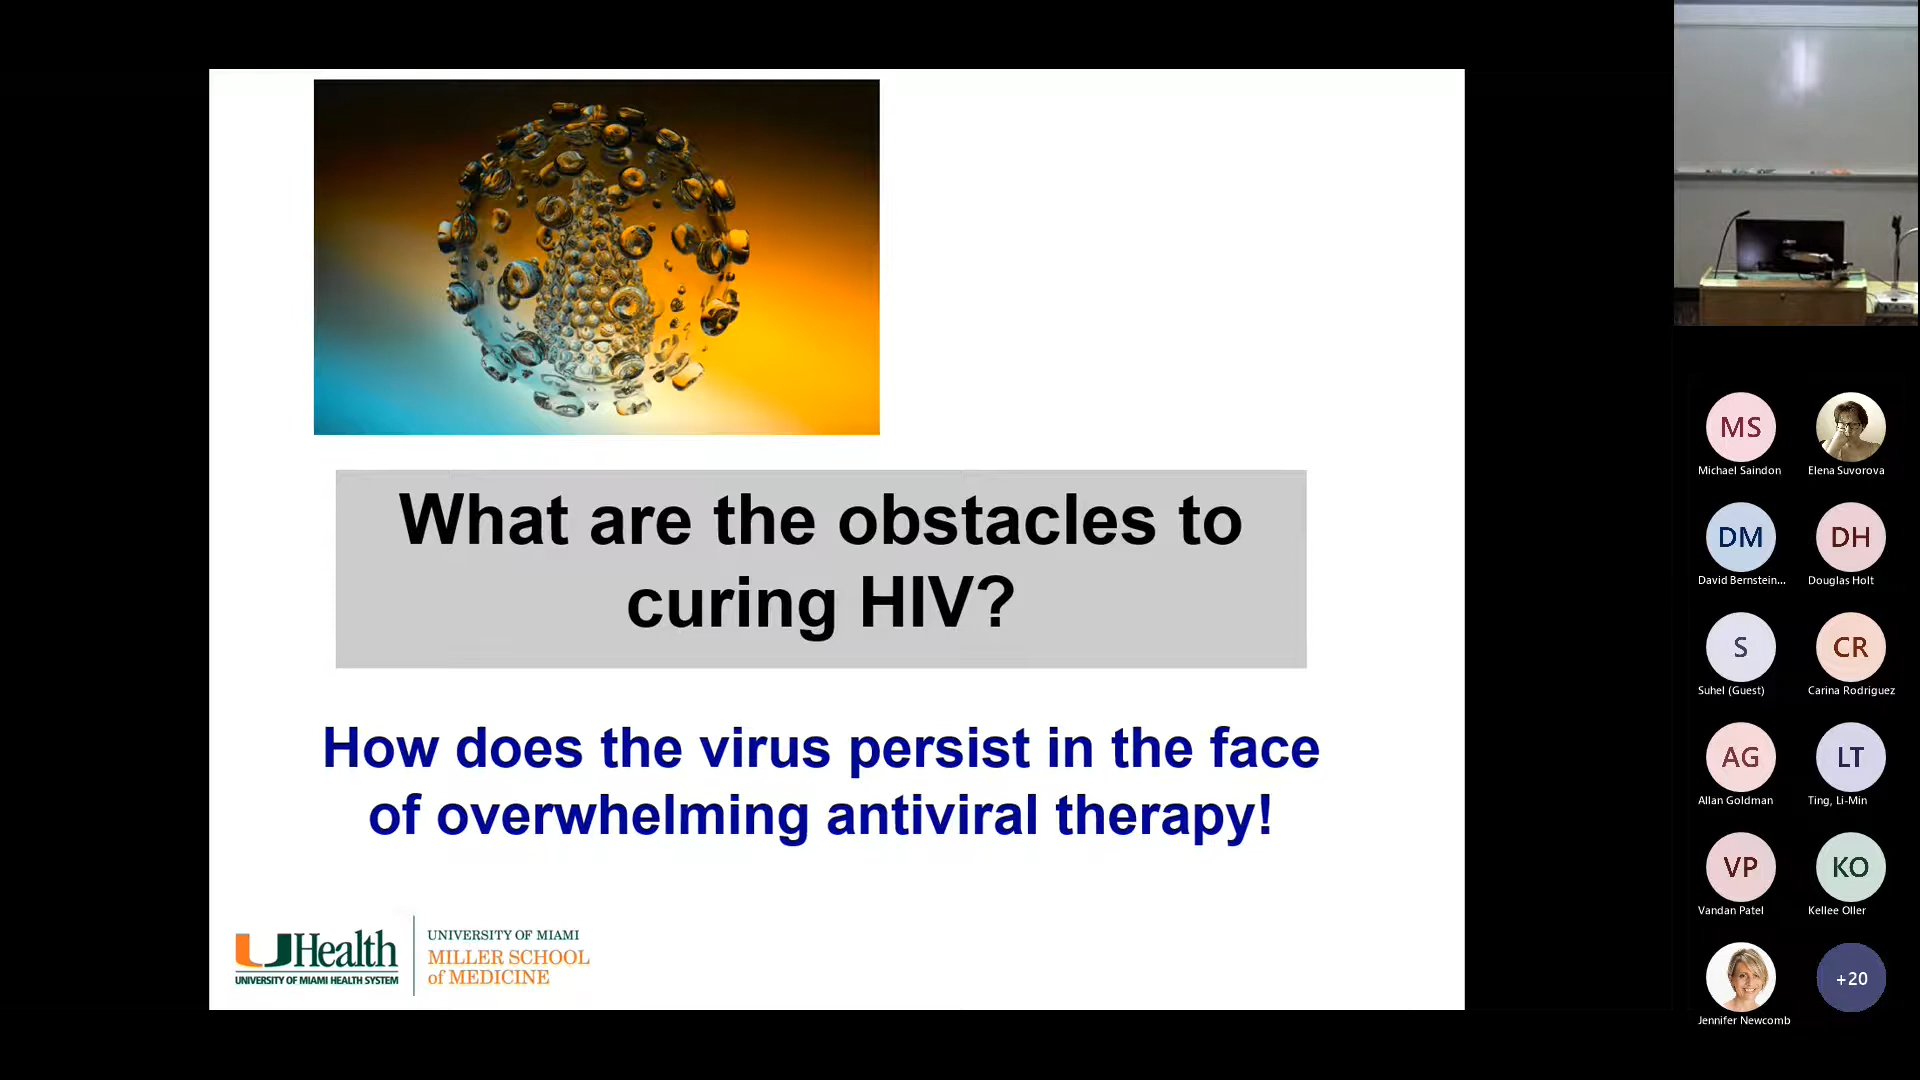 What are the obstacles to
curing HIV?
How does the virus persist in the face
of overwhelming antiviral therapy!
UHealth
UNIVERSITY OF MIAMI HEALTH SYSTEM
UNIVERSITY OF MIAMI
MILLER SCHOOL
of MEDICINE
MS
Michael Saindon
Elena Suvorova
DM
David Bernstein...
DH
Douglas Holt
S
Suhel (Guest)
CR
Carina Rodriguez
AG
Allan Goldman
LT
Ting, Li-Min
VP
Vandan Patel
KO
Kellee Oller
Jennifer Newcomb
+20